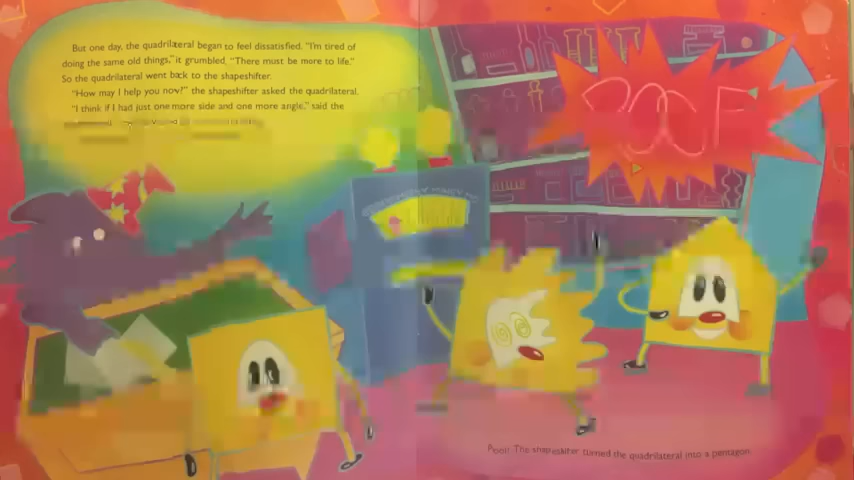 But one day, the quadrilateral began to feel dissatisfied. "I'm tired of
doing the same old things," it grumbled. "There must be more to life."
So the quadrilateral went back to the shapeshifter.
"How may I help you now?" the shapeshifter asked the quadrilateral.
"I think if I had just one more side and one more angle," said the
POOF
Poof! The shapeshifter turned the quadrilateral into a pentagon.